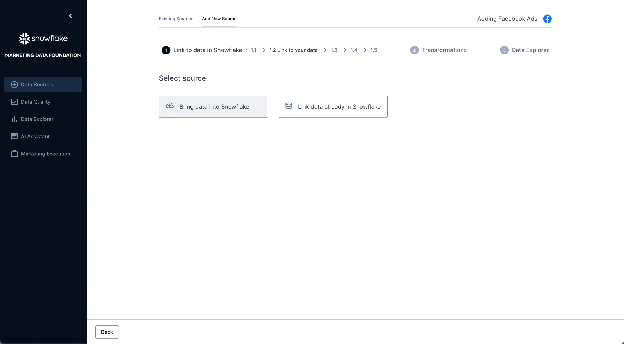 Existing Sources Add New Source
Adding Facebook Ads
snowflake
MARKETING DATA FOUNDATION
1 Link to data in Snowflake 1.1 1.2 Link to your data 1.3 1.4 1.5
2 Transformations
3 Data Explorer
Select source
Data Sources
Data Quality
Data Explorer
AI Assistant
Marketing Execution
Bring data into Snowflake
Link data already in Snowflake
Back